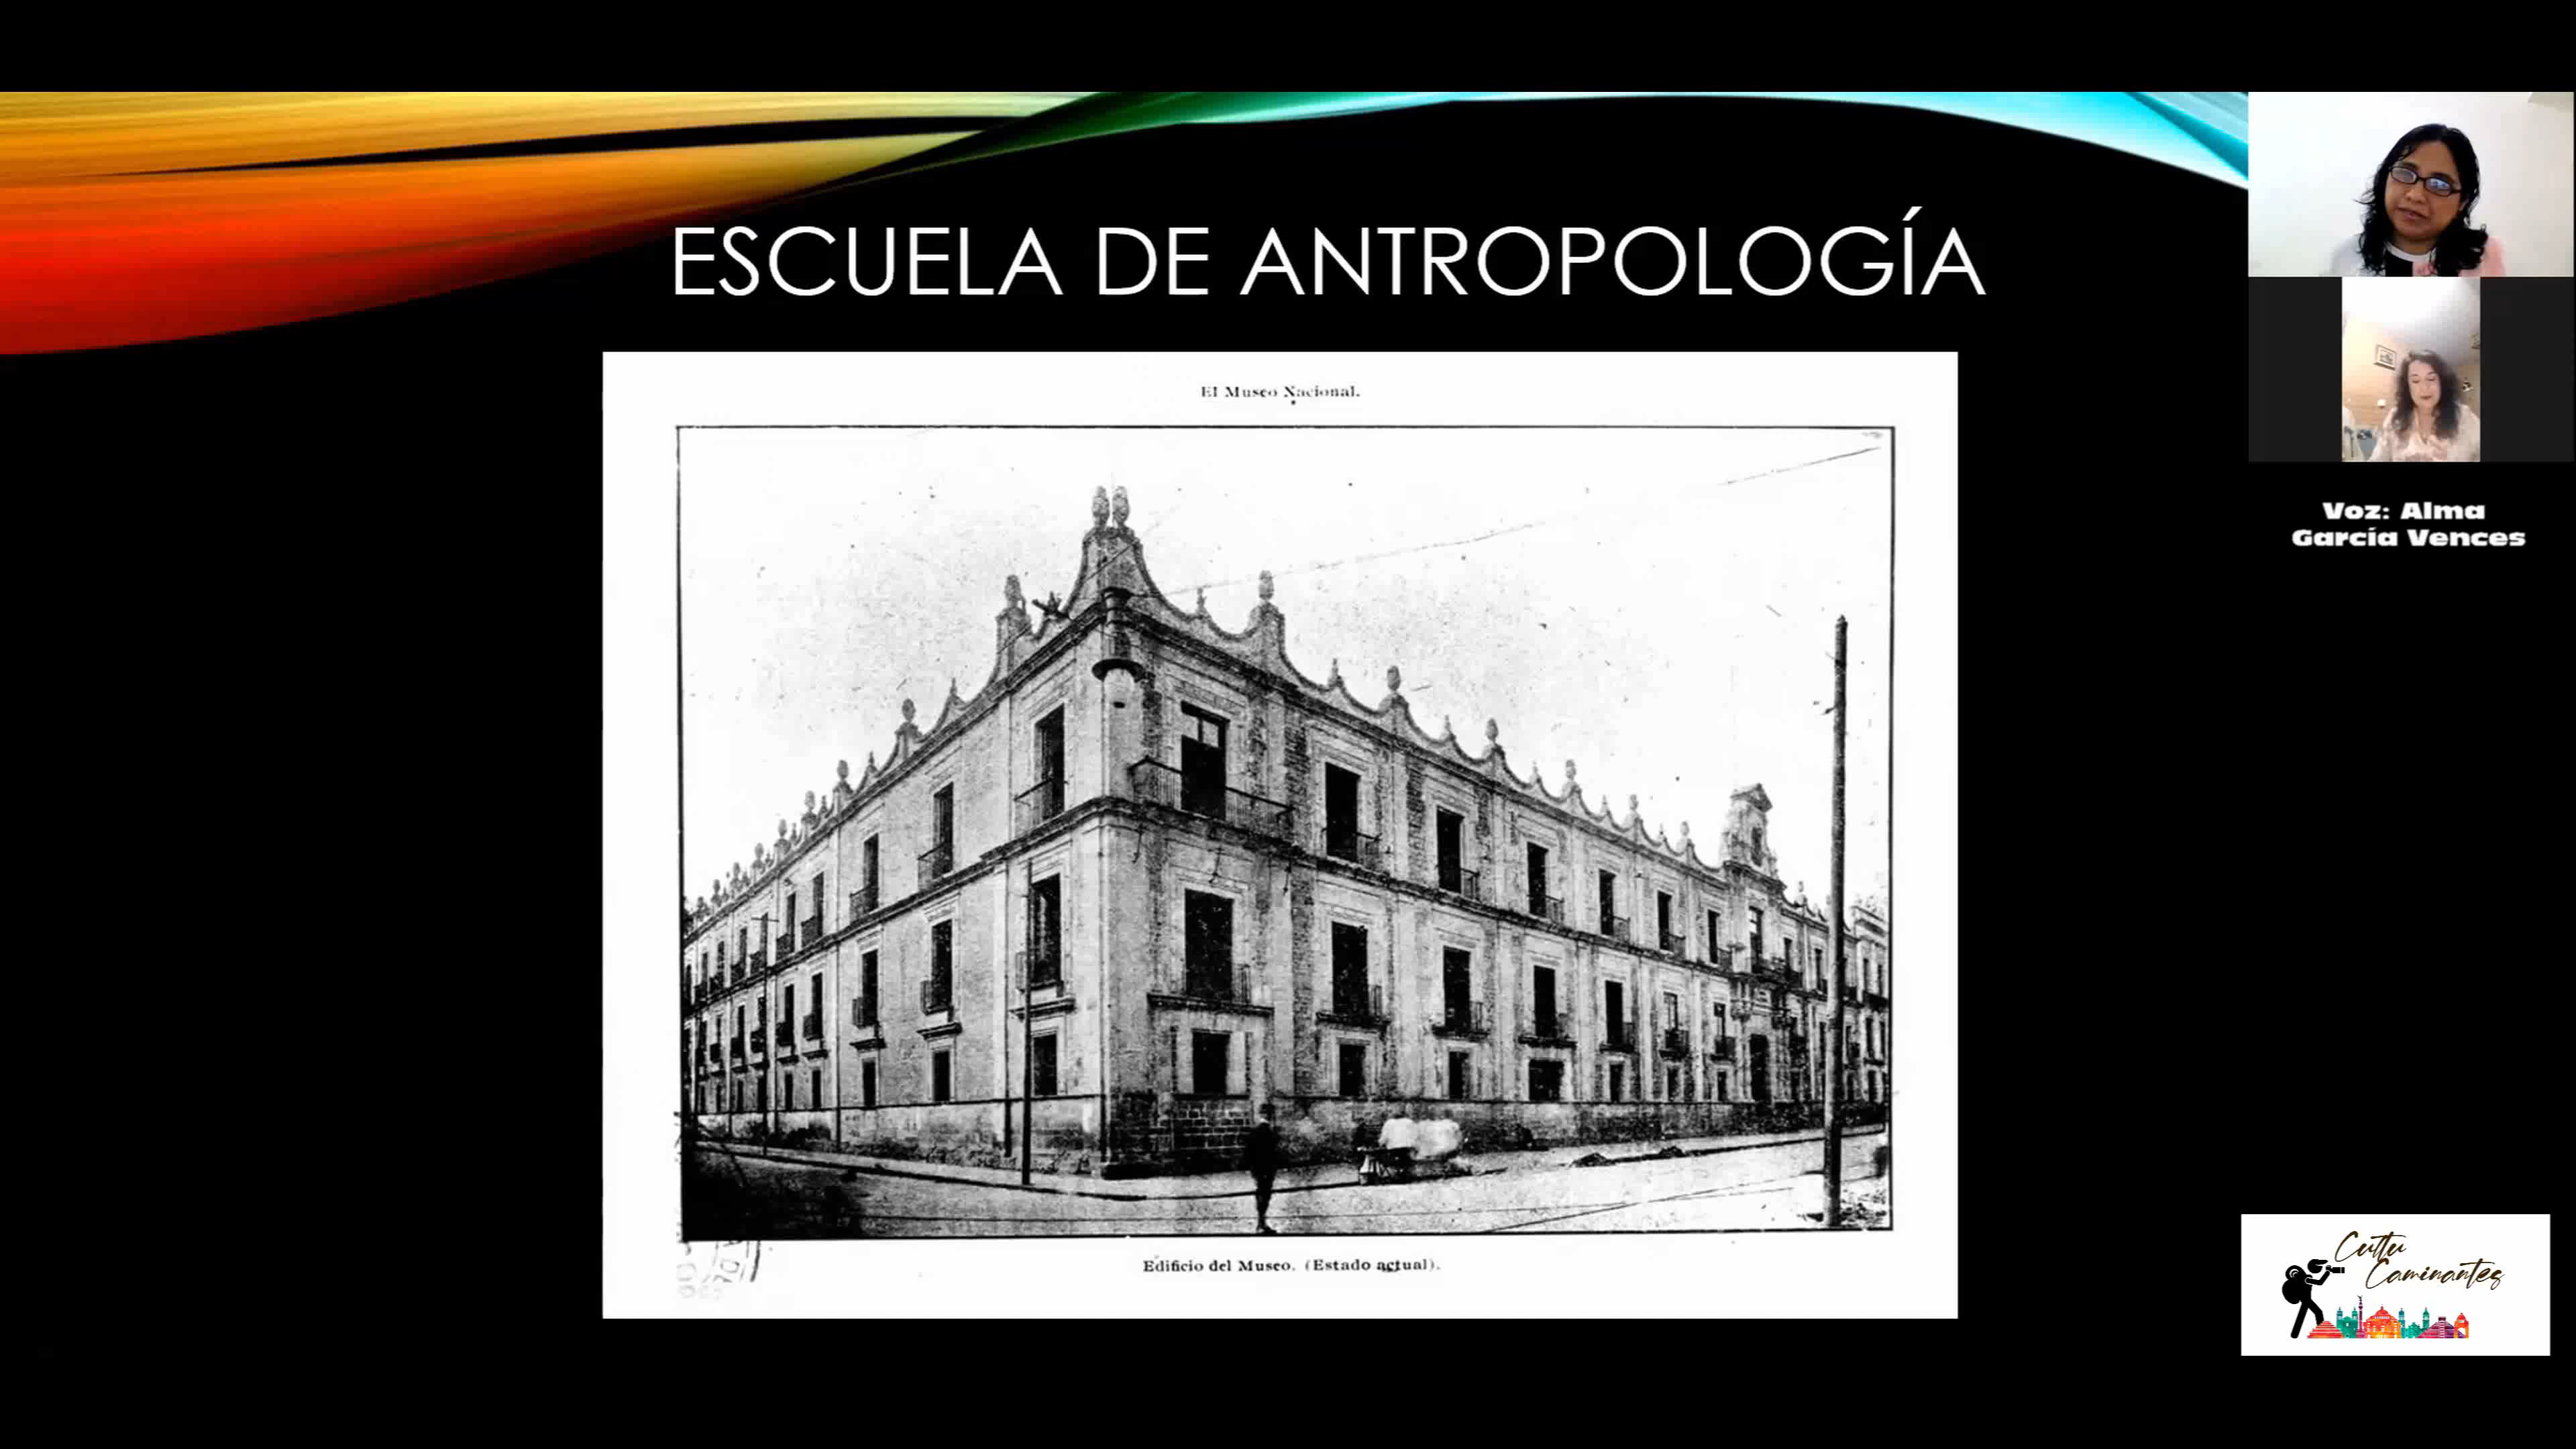 ESCUELA DE ANTROPOLOGÍA
El Museo Nacional.
Edificio del Museo. (Estado actual).
Voz: Alma
García Vences
Cultu
Caminantes